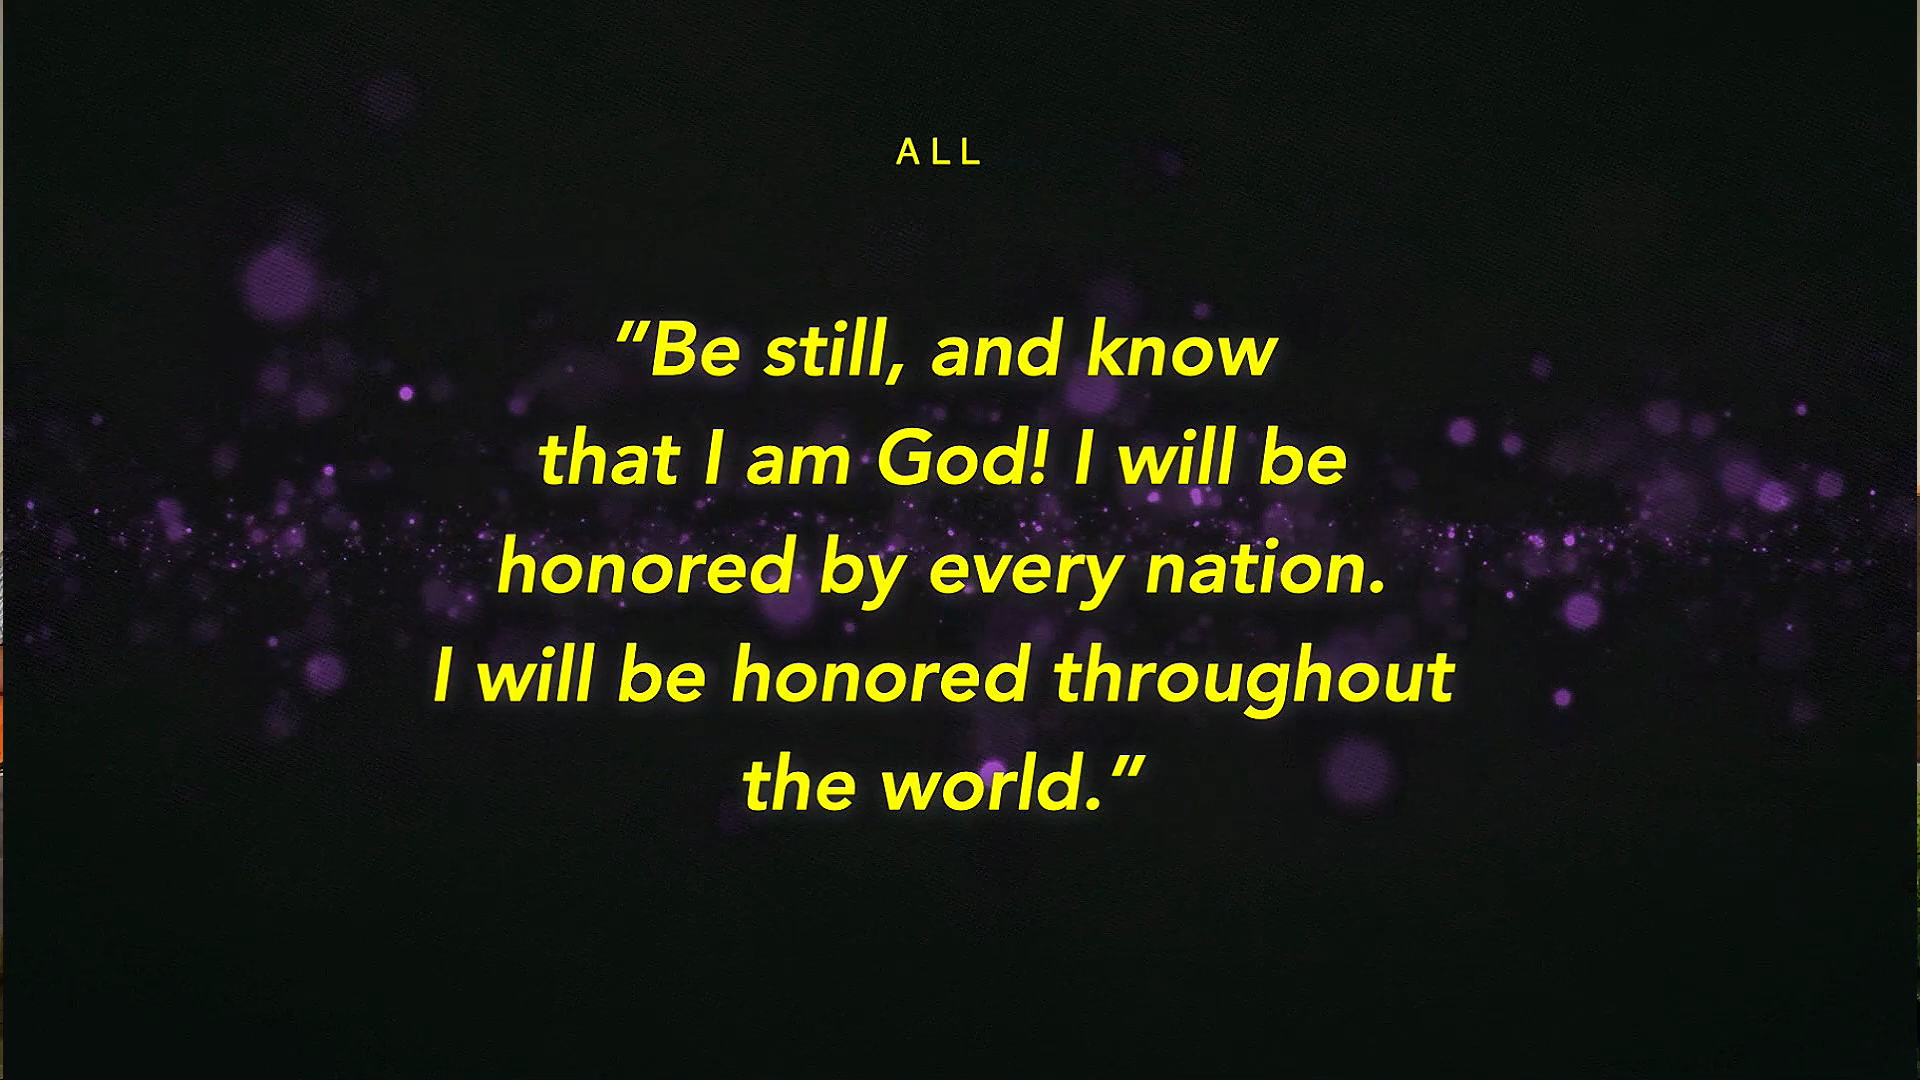 ALL
"Be still, and know
that I am God! I will be
honored by every nation.
I will be honored throughout
the world."